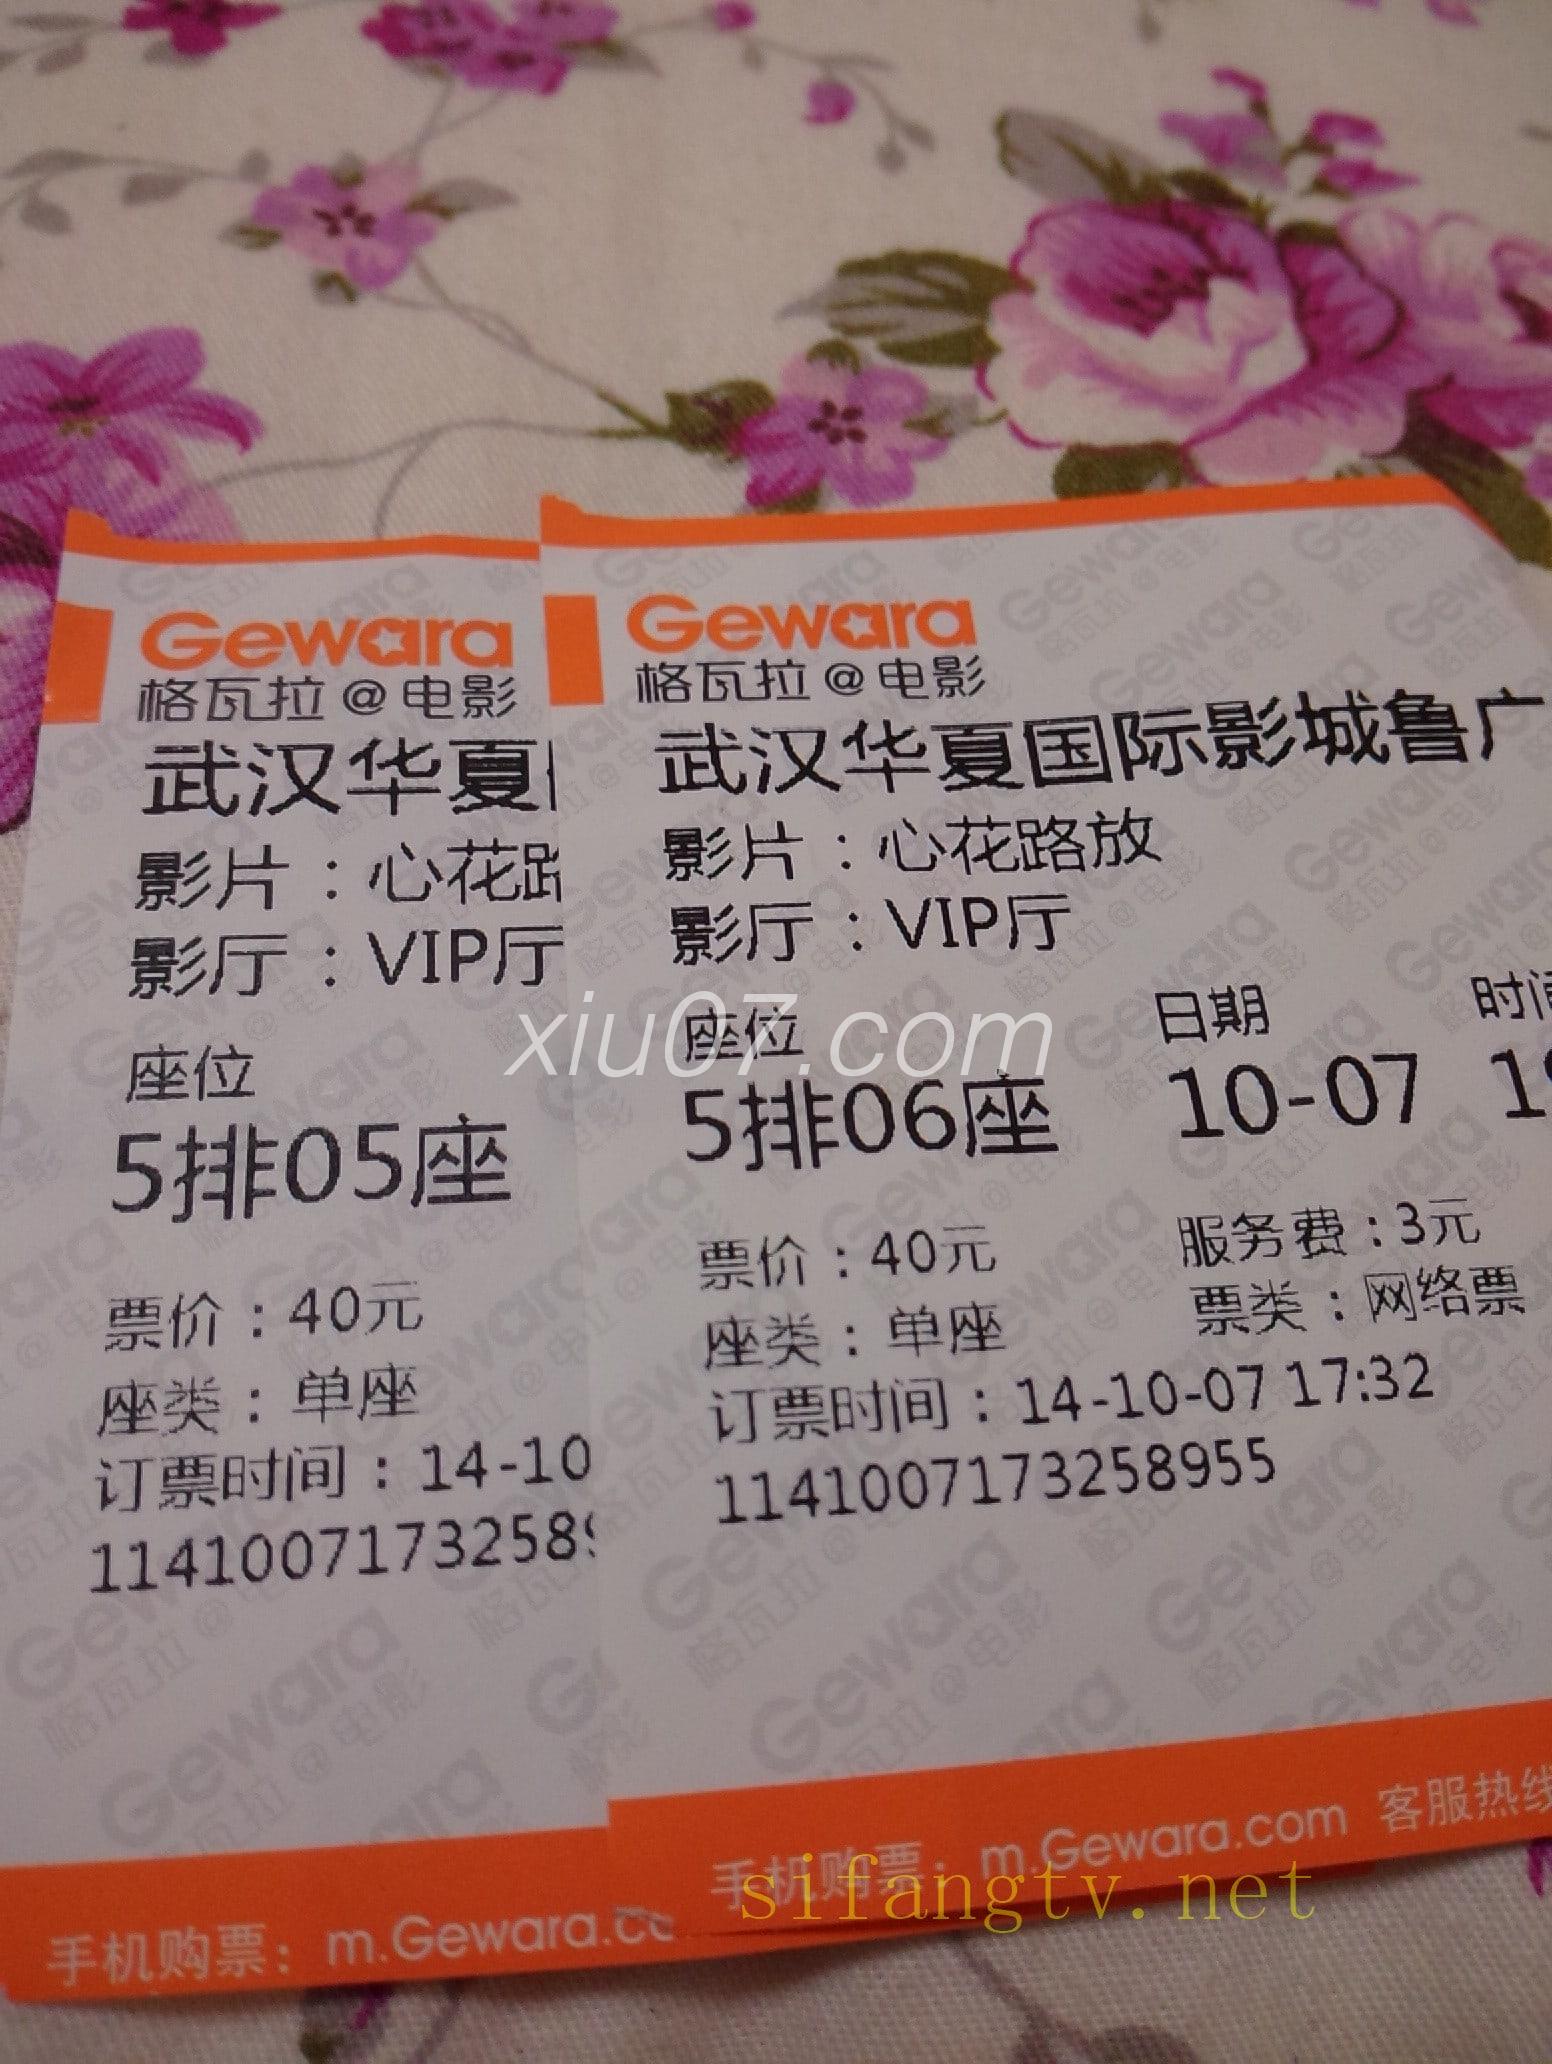 Gewara
格瓦拉@电影
武汉华夏
影片：心花路
影厅：VIP厅
座位
5排05座
票价：40元
座类：单座
订票时间：14-10
114100717325 89
手机购票：m.Gewara.co
Gewara
格瓦拉@电影
武汉华夏国际影城鲁广
影片：心花路放
影厅：VIP厅
座位 日期 时间
5排06座 10-07 19
票价：40元 服务费：3元
座类：单座 票类：网络票
订票时间：14-10-07 17:32
1141007173258955
手机购票：m.Gewara.com 客服热线
xiu07.com
sifangtv.net